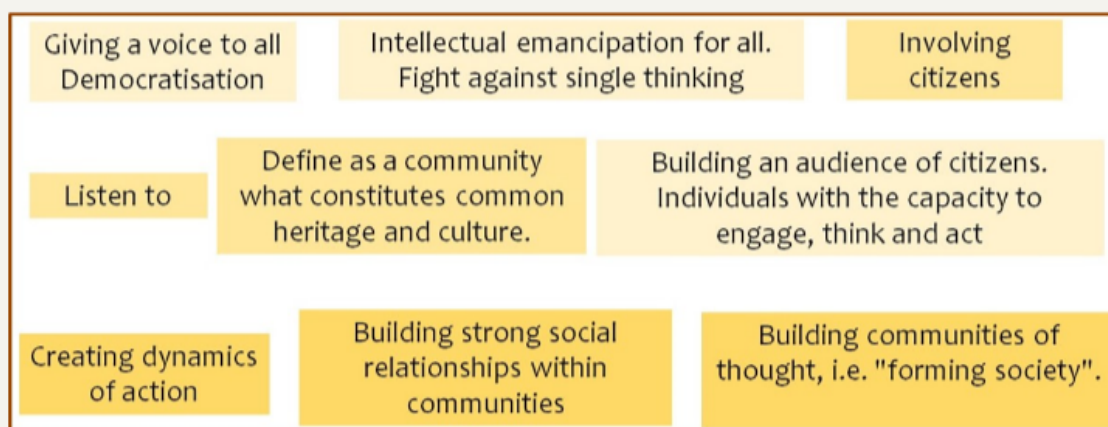 Giving a voice to all
Democratisation
Intellectual emancipation for all.
Fight against single thinking
Involving
citizens
Listen to
Define as a community
what constitutes common
heritage and culture.
Building an audience of citizens.
Individuals with the capacity to
engage, think and act
Creating dynamics
of action
Building strong social
relationships within
communities
Building communities of
thought, i.e. "forming society".